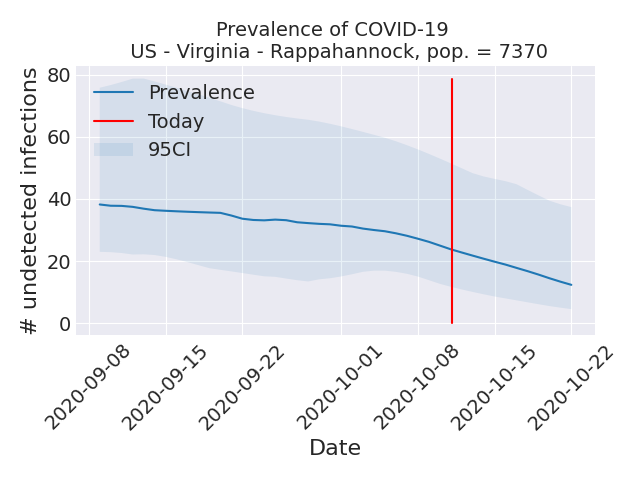 Prevalence of COVID-19
US - Virginia - Rappahannock, pop. = 7370
# undetected infections
80
60
40
20
0
Prevalence
Today
95CI
2020-09-08
2020-09-15
2020-09-22
2020-10-01
2020-10-08
2020-10-15
2020-10-22
Date